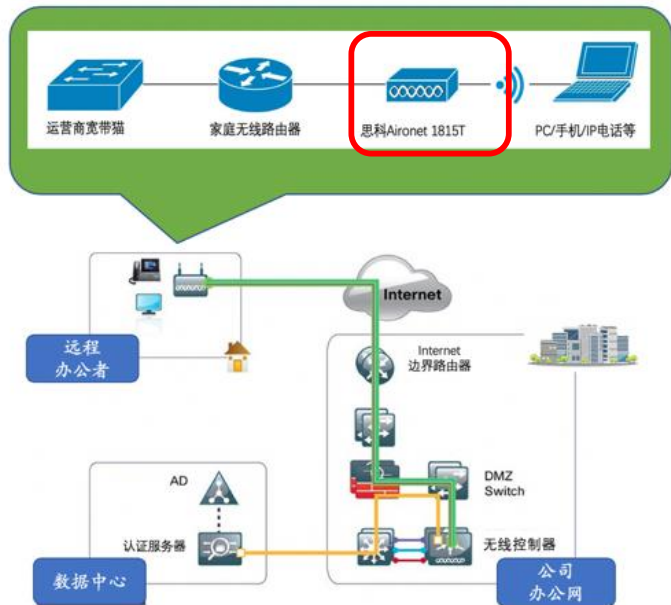 运营商宽带猫
家庭无线路由器
思科Aironet 1815T
PC/手机/IP电话等
Internet
远程
办公者
Internet
边界路由器
AD
DMZ
Switch
认证服务器
无线控制器
数据中心
公司
办公网